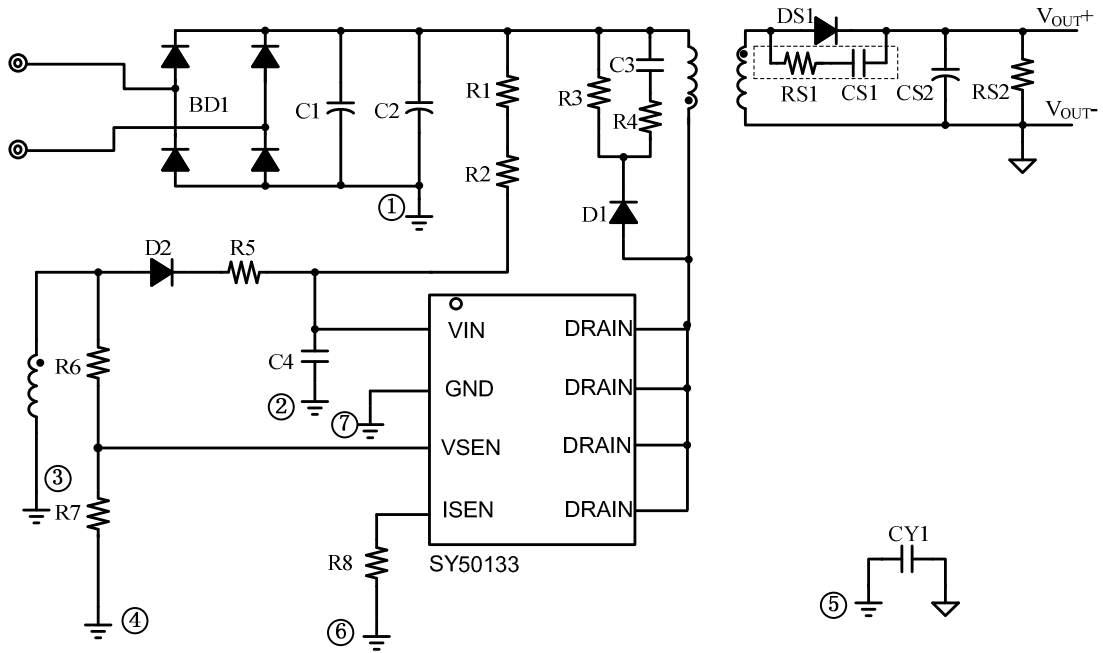 DS1
VOUT+
BD1
C1
C2
R1
R3
C3
R4
RS1
CS1
CS2
RS2
VOUT-
R2
①
D1
D2
R5
VIN
DRAIN
R6
C4
②
GND
DRAIN
⑦
VSEN
DRAIN
③
R7
ISEN
DRAIN
R8
SY50133
CY1
④
⑥
⑤